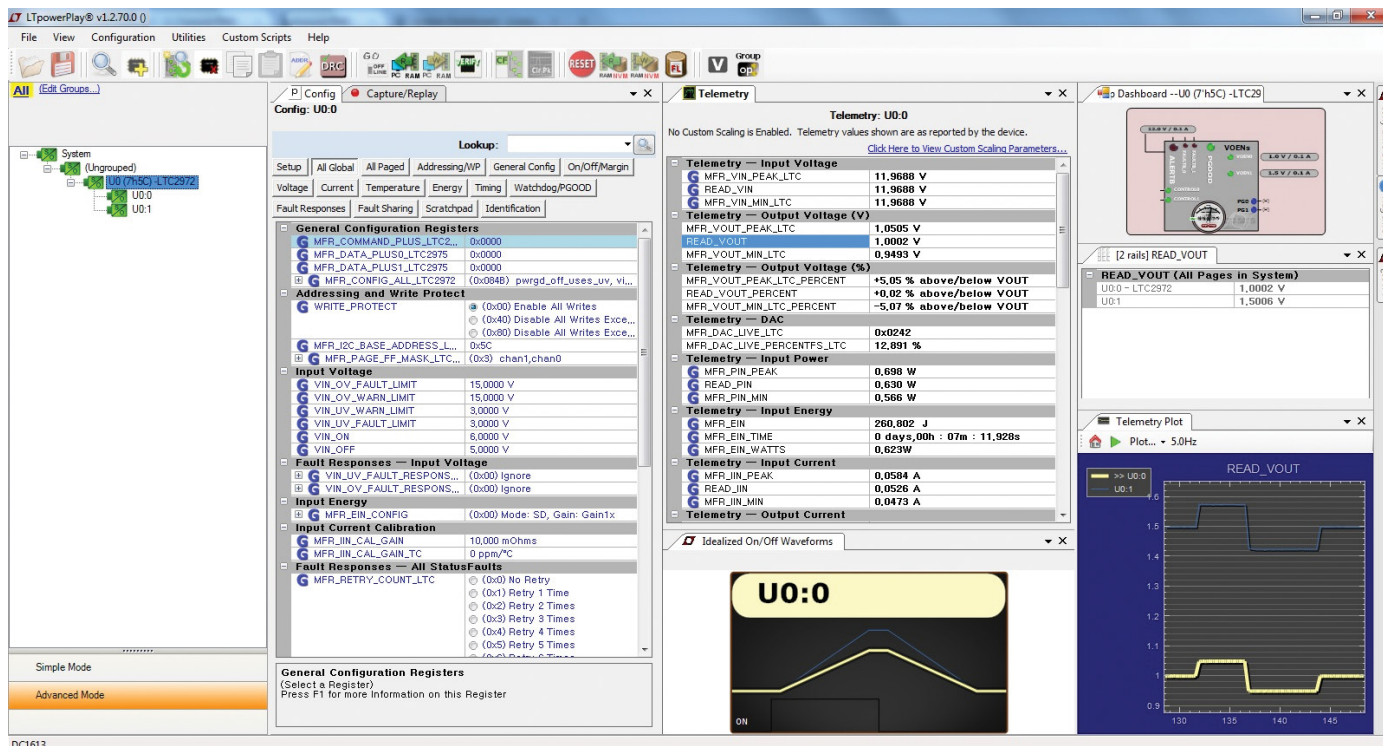 LTpowerPlay® v1.2.70.0 ()
File View Configuration Utilities Custom Scripts Help
All (Edit Groups...)
System
(Ungrouped)
U0 (7'h5C) -LTC2972
U0:0
U0:1
Simple Mode
Advanced Mode
DC1613
Config Capture/Replay
Config: U0:0
Lookup:
Setup All Global All Paged Addressing/WP General Config On/Off/Margin
Voltage Current Temperature Energy Timing Watchdog/PGOOD
Fault Responses Fault Sharing Scratchpad Identification
General Configuration Registers
MFR_COMMAND_PLUS_LTC2... 0x0000
MFR_DATA_PLUS0_LTC2975 0x0000
MFR_DATA_PLUS1_LTC2975 0x0000
MFR_CONFIG_ALL_LTC2972 (0x084B) pwrgd_off_uses_uv, vi...
Addressing and Write Protect
WRITE_PROTECT (0x00) Enable All Writes
(0x40) Disable All Writes Exce...
(0x80) Disable All Writes Exce...
MFR_I2C_BASE_ADDRESS_L... 0x5C
MFR_PAGE_FF_MASK_LTC... (0x3) chan1,chan0
Input Voltage
VIN_OV_FAULT_LIMIT 15,0000 V
VIN_OV_WARN_LIMIT 15,0000 V
VIN_UV_WARN_LIMIT 3,0000 V
VIN_UV_FAULT_LIMIT 3,0000 V
VIN_ON 6,0000 V
VIN_OFF 5,0000 V
Fault Responses — Input Voltage
VIN_UV_FAULT_RESPONS... (0x00) Ignore
VIN_OV_FAULT_RESPONS... (0x00) Ignore
Input Energy
MFR_EIN_CONFIG (0x00) Mode: SD, Gain: Gain1x
Input Current Calibration
MFR_IIN_CAL_GAIN 10,000 mOhms
MFR_IIN_CAL_GAIN_TC 0 ppm/°C
Fault Responses — All StatusFaults
MFR_RETRY_COUNT_LTC (0x0) No Retry
(0x1) Retry 1 Time
(0x2) Retry 2 Times
(0x3) Retry 3 Times
(0x4) Retry 4 Times
(0x5) Retry 5 Times
General Configuration Registers
(Select a Register)
Press F1 for more Information on this Register
Telemetry
Telemetry: U0:0
No Custom Scaling is Enabled. Telemetry values shown are as reported by the device.
Click Here to View Custom Scaling Parameters...
Telemetry — Input Voltage
MFR_VIN_PEAK_LTC 11,9688 V
READ_VIN 11,9688 V
MFR_VIN_MIN_LTC 11,9688 V
Telemetry — Output Voltage (V)
MFR_VOUT_PEAK_LTC 1,0505 V
READ_VOUT 1,0002 V
MFR_VOUT_MIN_LTC 0,9493 V
Telemetry — Output Voltage (%)
MFR_VOUT_PEAK_LTC_PERCENT +5,05 % above/below VOUT
READ_VOUT_PERCENT +0,02 % above/below VOUT
MFR_VOUT_MIN_LTC_PERCENT -5,07 % above/below VOUT
Telemetry — DAC
MFR_DAC_LIVE_LTC 0x0242
MFR_DAC_LIVE_PERCENTFS_LTC 12,891 %
Telemetry — Input Power
MFR_PIN_PEAK 0,698 W
READ_PIN 0,630 W
MFR_PIN_MIN 0,566 W
Telemetry — Input Energy
MFR_EIN 260,802 J
MFR_EIN_TIME 0 days,00h : 07m : 11,928s
MFR_EIN_WATTS 0,623W
Telemetry — Input Current
MFR_IIN_PEAK 0,0584 A
READ_IIN 0,0526 A
MFR_IIN_MIN 0,0473 A
Telemetry — Output Current
Idealized On/Off Waveforms
U0:0
ON
Dashboard --U0 (7'h5C) -LTC29
12.0 V / 0.1 A
VOENs
1.0 V / 0.1 A
1.5 V / 0.1 A
ALERTB
PGOOD
PG0
PG1
[2 rails] READ_VOUT
READ_VOUT (All Pages in System)
U0:0 - LTC2972 1,0002 V
U0:1 1,5006 V
Telemetry Plot
Plot... 5.0Hz
READ_VOUT
>> U0:0
U0:1
1.6
1.5
1.4
1.3
1.2
1.1
1
0.9
130 135 140 145